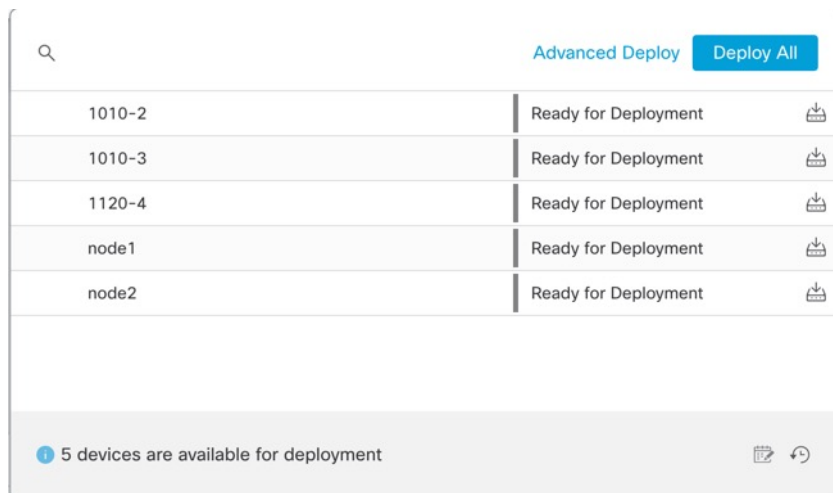 Advanced Deploy Deploy All
1010-2 Ready for Deployment
1010-3 Ready for Deployment
1120-4 Ready for Deployment
node1 Ready for Deployment
node2 Ready for Deployment
5 devices are available for deployment